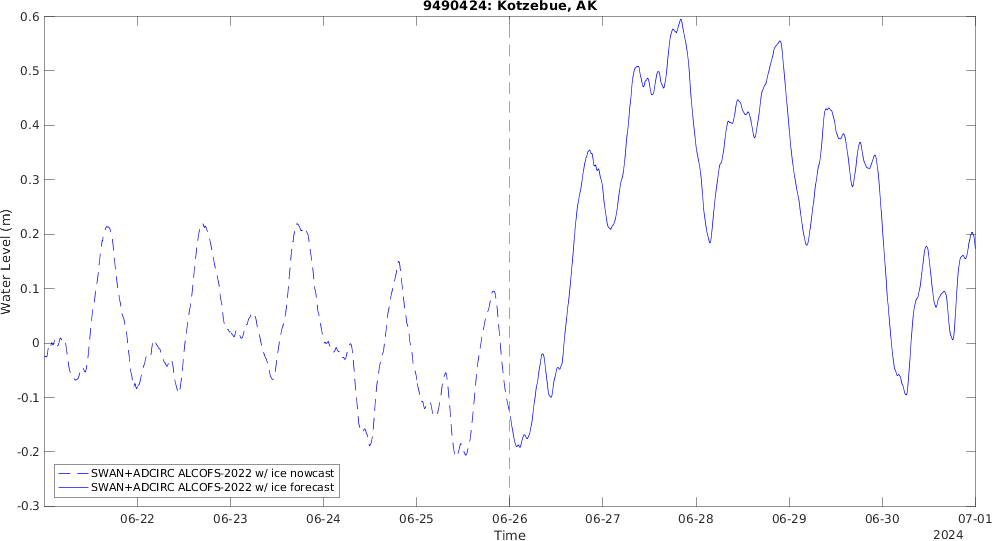 9490424: Kotzebue, AK
0.6
0.5
0.4
0.3
0.2
0.1
0
-0.1
-0.2
-0.3
Water Level (m)
SWAN+ADCIRC ALCOFS-2022 w/ ice nowcast
SWAN+ADCIRC ALCOFS-2022 w/ ice forecast
06-22 06-23 06-24 06-25 06-26 06-27 06-28 06-29 06-30 07-01
Time
2024